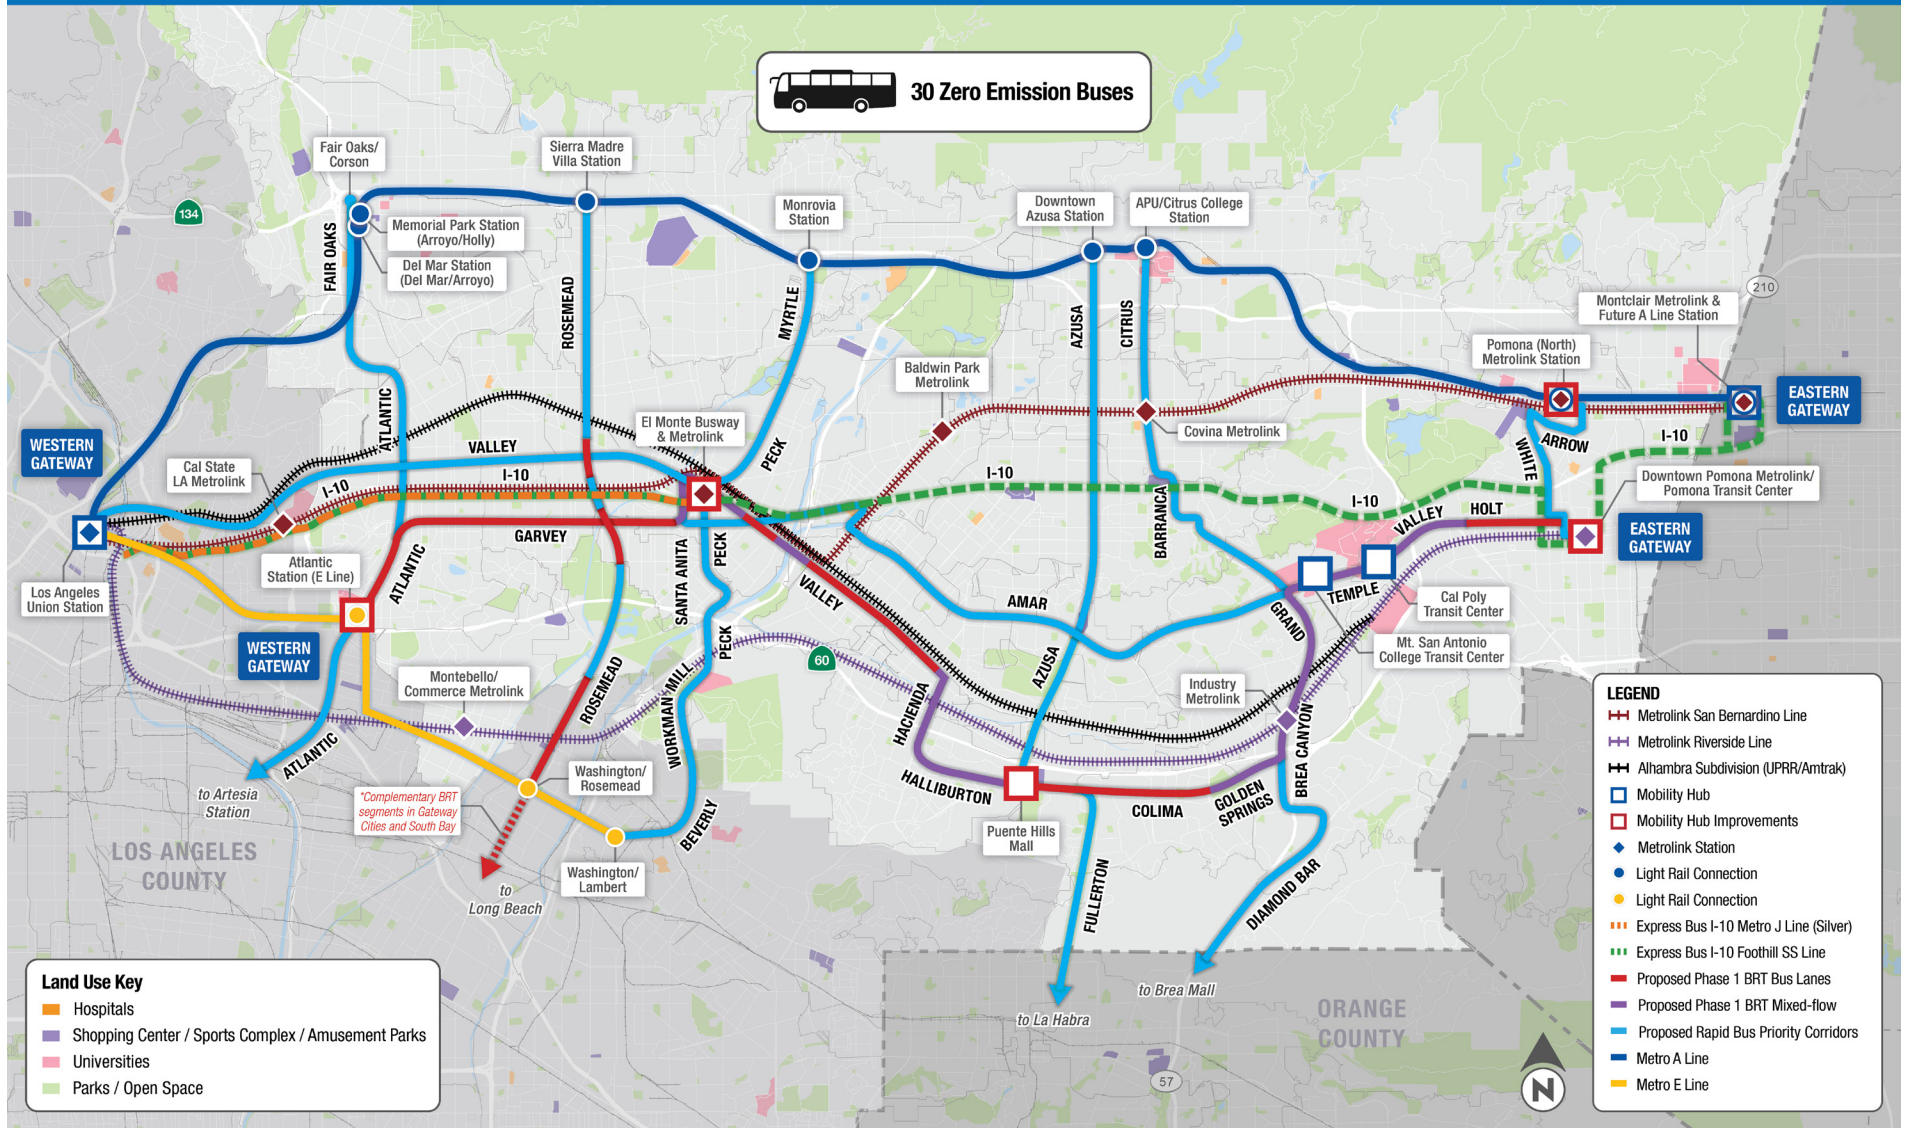 30 Zero Emission Buses
Fair Oaks/
Corson
Sierra Madre
Villa Station
Monrovia
Station
Downtown
Azusa Station
APU/Citrus College
Station
134
Memorial Park Station
(Arroyo/Holly)
Del Mar Station
(Del Mar/Arroyo)
FAIR OAKS
ROSEMEAD
MYRTLE
AZUSA
CITRUS
210
Montclair Metrolink &
Future A Line Station
Pomona (North)
Metrolink Station
Baldwin Park
Metrolink
EASTERN
GATEWAY
WESTERN
GATEWAY
ATLANTIC
El Monte Busway
& Metrolink
Covina Metrolink
ARROW
WHITE
I-10
VALLEY
PECK
Cal State
LA Metrolink
I-10
I-10
I-10
I-10
Downtown Pomona Metrolink/
Pomona Transit Center
BARRANCA
VALLEY
HOLT
GARVEY
EASTERN
GATEWAY
Atlantic
Station (E Line)
ATLANTIC
SANTA ANITA
PECK
VALLEY
AMAR
TEMPLE
GRAND
Cal Poly
Transit Center
Los Angeles
Union Station
WESTERN
GATEWAY
PECK
60
Mt. San Antonio
College Transit Center
Montebello/
Commerce Metrolink
ROSEMEAD
WORKMAN MILL
HACIENDA
AZUSA
Industry
Metrolink
BREA CANYON
ATLANTIC
to Artesia
Station
Washington/
Rosemead
*Complementary BRT
segments in Gateway
Cities and South Bay
HALLIBURTON
COLIMA
GOLDEN
SPRINGS
BEVERLY
Puente Hills
Mall
LOS ANGELES
COUNTY
Washington/
Lambert
to
Long Beach
FULLERTON
DIAMOND BAR
to Brea Mall
to La Habra
ORANGE
COUNTY
57
N
Land Use Key
Hospitals
Shopping Center / Sports Complex / Amusement Parks
Universities
Parks / Open Space
LEGEND
Metrolink San Bernardino Line
Metrolink Riverside Line
Alhambra Subdivision (UPRR/Amtrak)
Mobility Hub
Mobility Hub Improvements
Metrolink Station
Light Rail Connection
Light Rail Connection
Express Bus I-10 Metro J Line (Silver)
Express Bus I-10 Foothill SS Line
Proposed Phase 1 BRT Bus Lanes
Proposed Phase 1 BRT Mixed-flow
Proposed Rapid Bus Priority Corridors
Metro A Line
Metro E Line